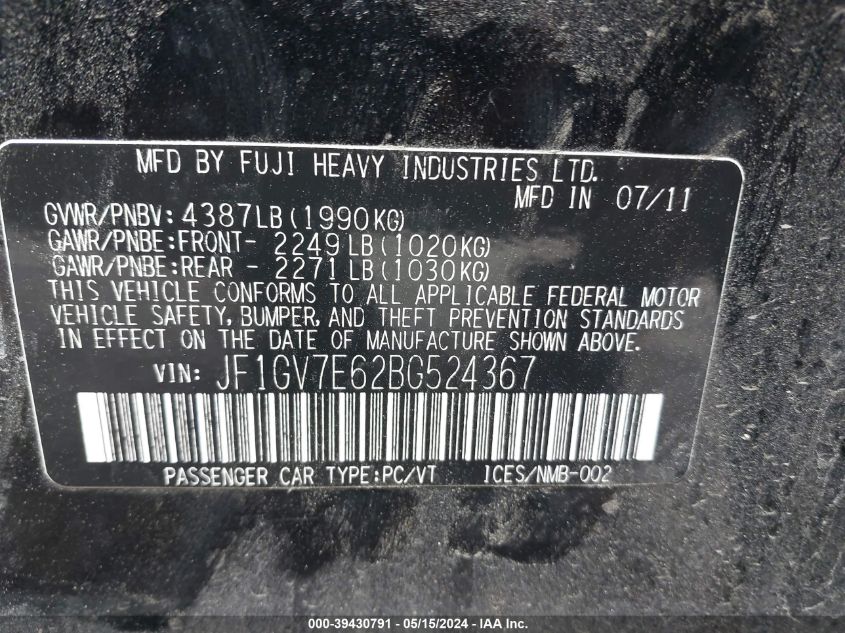 MFD BY FUJI HEAVY INDUSTRIES LTD.
MFD IN 07/11
GVWR/PNBV: 4387LB(1990KG)
GAWR/PNBE:FRONT- 2249LB(1020KG)
GAWR/PNBE:REAR - 2271LB(1030KG)
THIS VEHICLE CONFORMS TO ALL APPLICABLE FEDERAL MOTOR
VEHICLE SAFETY, BUMPER, AND THEFT PREVENTION STANDARDS
IN EFFECT ON THE DATE OF MANUFACTURE SHOWN ABOVE.
VIN: JF1GV7E62BG524367
PASSENGER CAR TYPE:PC/VT ICES/NMB-002
000-39430791 - 05/15/2024 - IAA Inc.